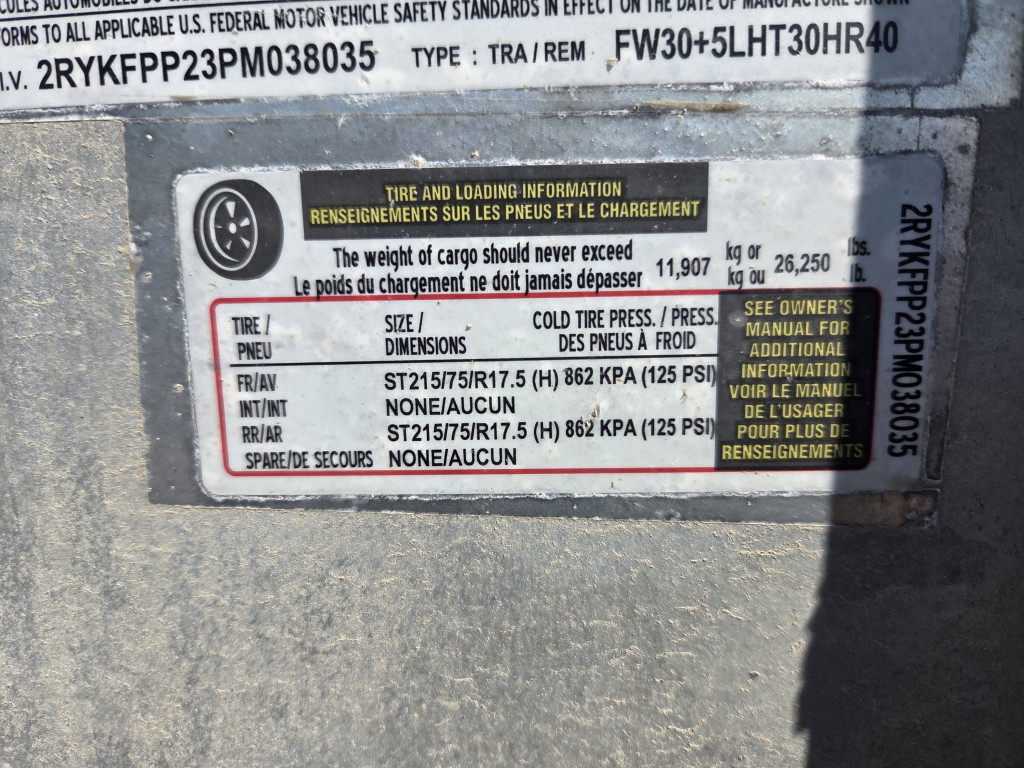 TO ALL APPLICABLE U.S. FEDERAL MOTOR VEHICLE SAFETY STANDARDS IN EFFECT ON THE DATE OF MANUFACTURE SHOWN
V. 2RYKFPP23PM038035 TYPE : TRA/REM FW30+5LHT30HR40
TIRE AND LOADING INFORMATION
RENSEIGNEMENTS SUR LES PNEUS ET LE CHARGEMENT
The weight of cargo should never exceed
Le poids du chargement ne doit jamais dépasser
11,907
kg or
kg ou
26,250
lbs.
lb.
TIRE /
PNEU
SIZE /
DIMENSIONS
COLD TIRE PRESS. / PRESS.
DES PNEUS À FROID
FR/AV ST215/75/R17.5 (H) 862 KPA (125 PSI)
INT/INT NONE/AUCUN
RR/AR ST215/75/R17.5 (H) 862 KPA (125 PSI)
SPARE/DE SECOURS NONE/AUCUN
SEE OWNER'S
MANUAL FOR
ADDITIONAL
INFORMATION
VOIR LE MANUEL
DE L'USAGER
POUR PLUS DE
RENSEIGNEMENTS
2RYKFPP23PM038035